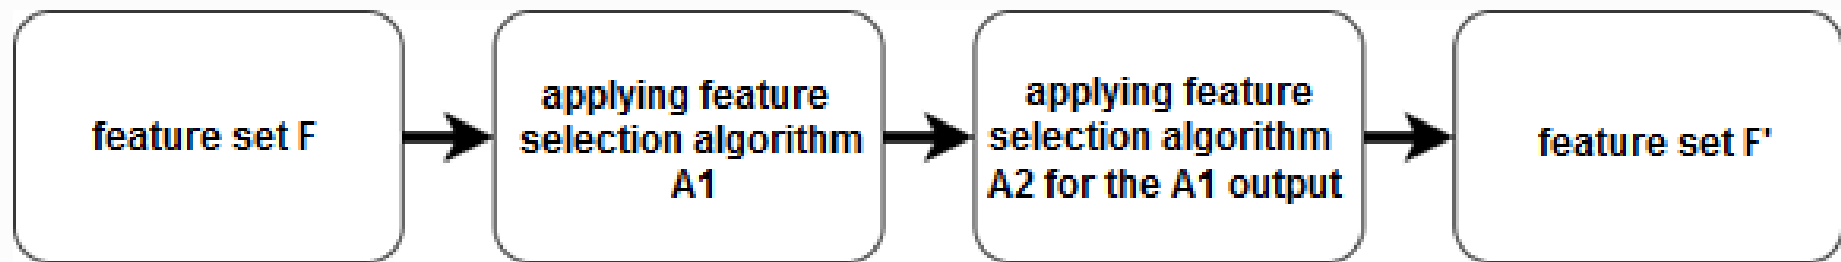 feature set F
applying feature
selection algorithm
A1
applying feature
selection algorithm
A2 for the A1 output
feature set F'